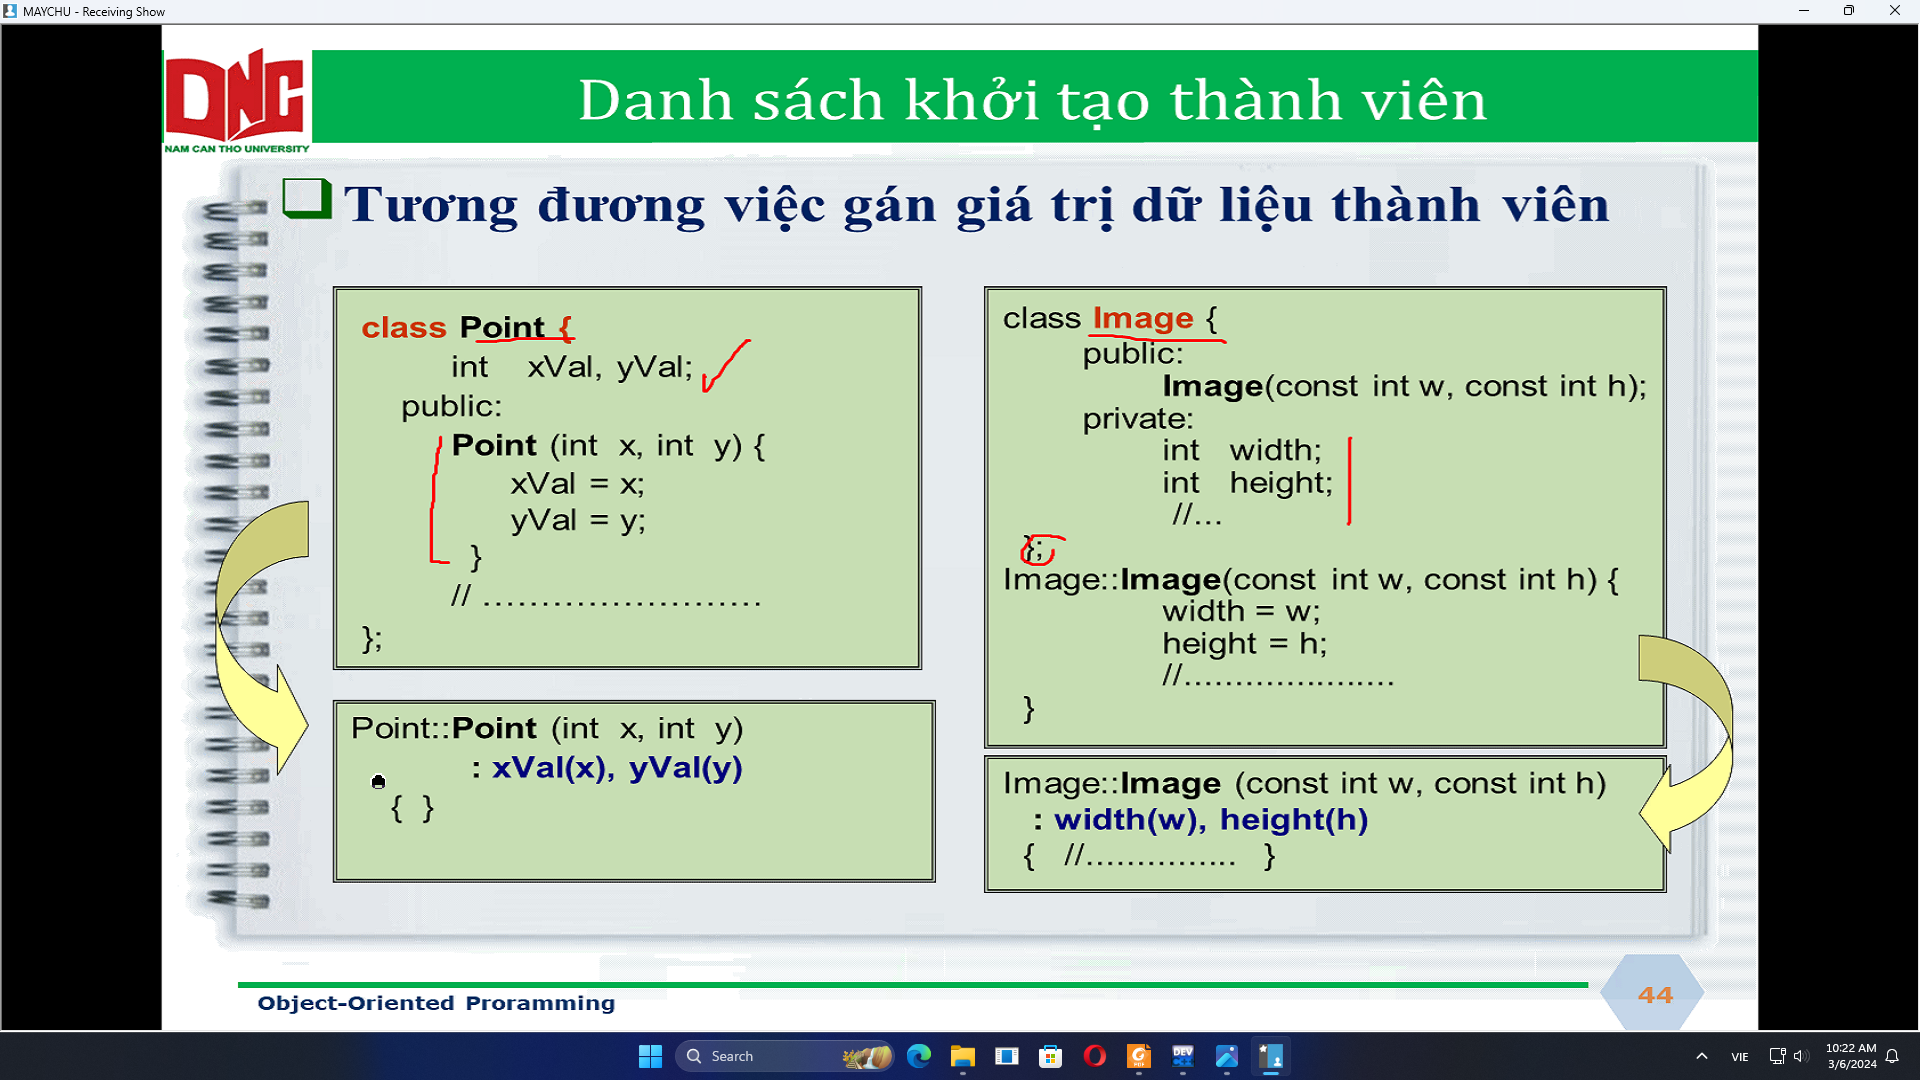 MAYCHU - Receiving Show
DNC
NAM CAN THO UNIVERSITY
Danh sách khởi tạo thành viên
Tương đương việc gán giá trị dữ liệu thành viên
class Point {
int xVal, yVal;
public:
Point (int x, int y) {
xVal = x;
yVal = y;
}
// ........................
};
Point::Point (int x, int y)
: xVal(x), yVal(y)
{ }
class Image {
public:
Image(const int w, const int h);
private:
int width;
int height;
//...
};
Image::Image(const int w, const int h) {
width = w;
height = h;
//.....................
}
Image::Image (const int w, const int h)
: width(w), height(h)
{ //............... }
Object-Oriented Proramming
44
Search
PDF
DEV
VIE
10:22 AM
3/6/2024